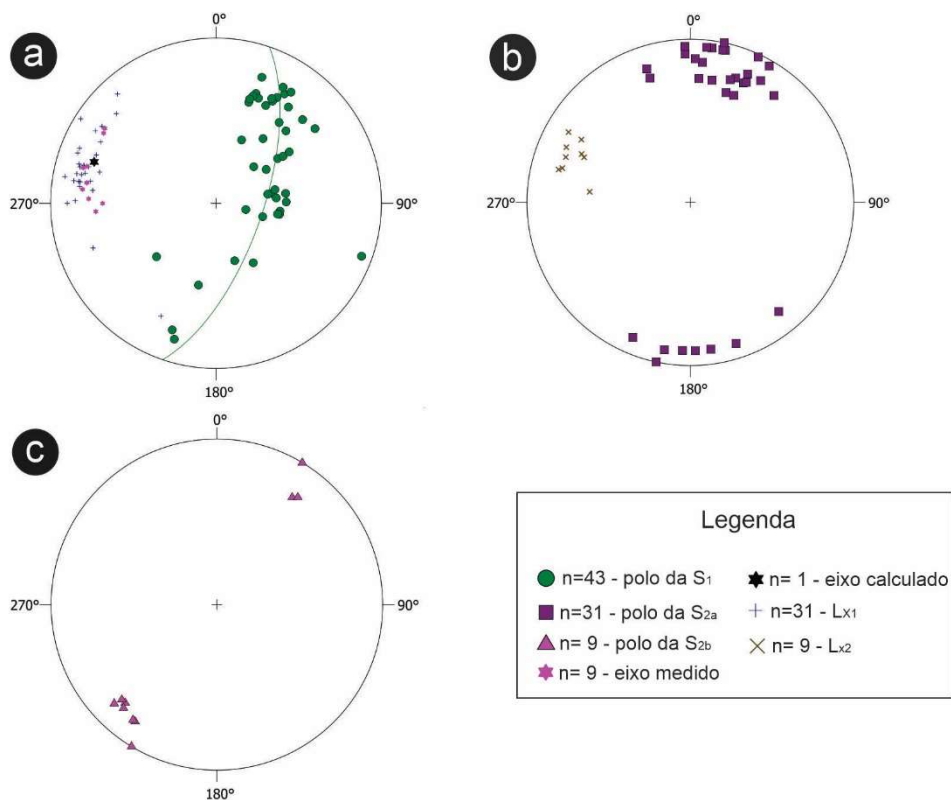 a
0°
270°
90°
180°
b
0°
270°
90°
180°
c
0°
270°
90°
180°
Legenda
n=43 - polo da S1
n=31 - polo da S2a
n= 9 - polo da S2b
n= 9 - eixo medido
n= 1 - eixo calculado
n=31 - Lx1
n= 9 - Lx2